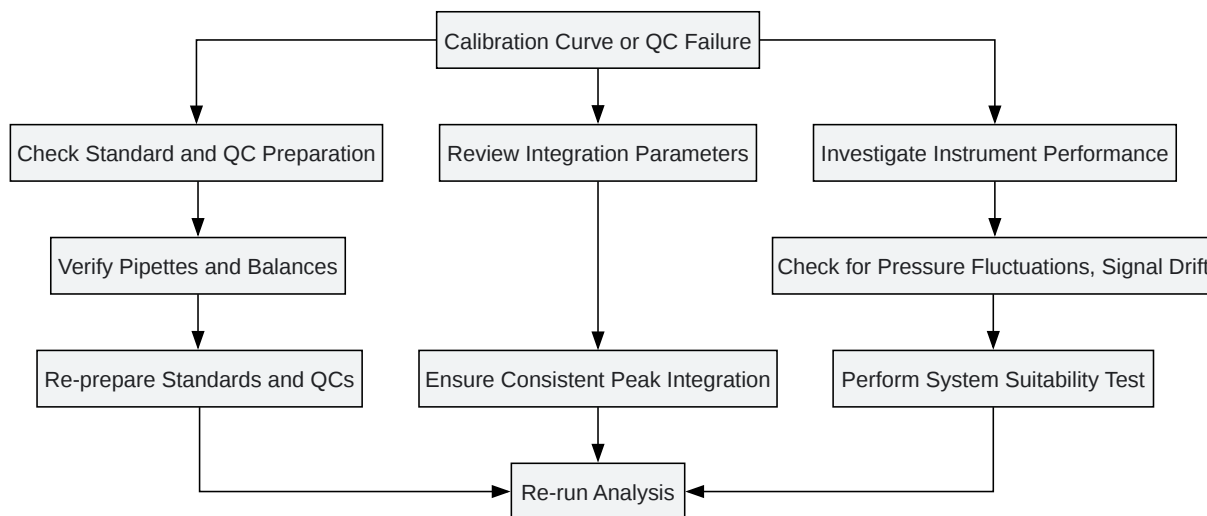 Calibration Curve or QC Failure
Check Standard and QC Preparation
Review Integration Parameters
Investigate Instrument Performance
Verify Pipettes and Balances
Check for Pressure Fluctuations, Signal Drift
Re-prepare Standards and QCs
Ensure Consistent Peak Integration
Perform System Suitability Test
Re-run Analysis